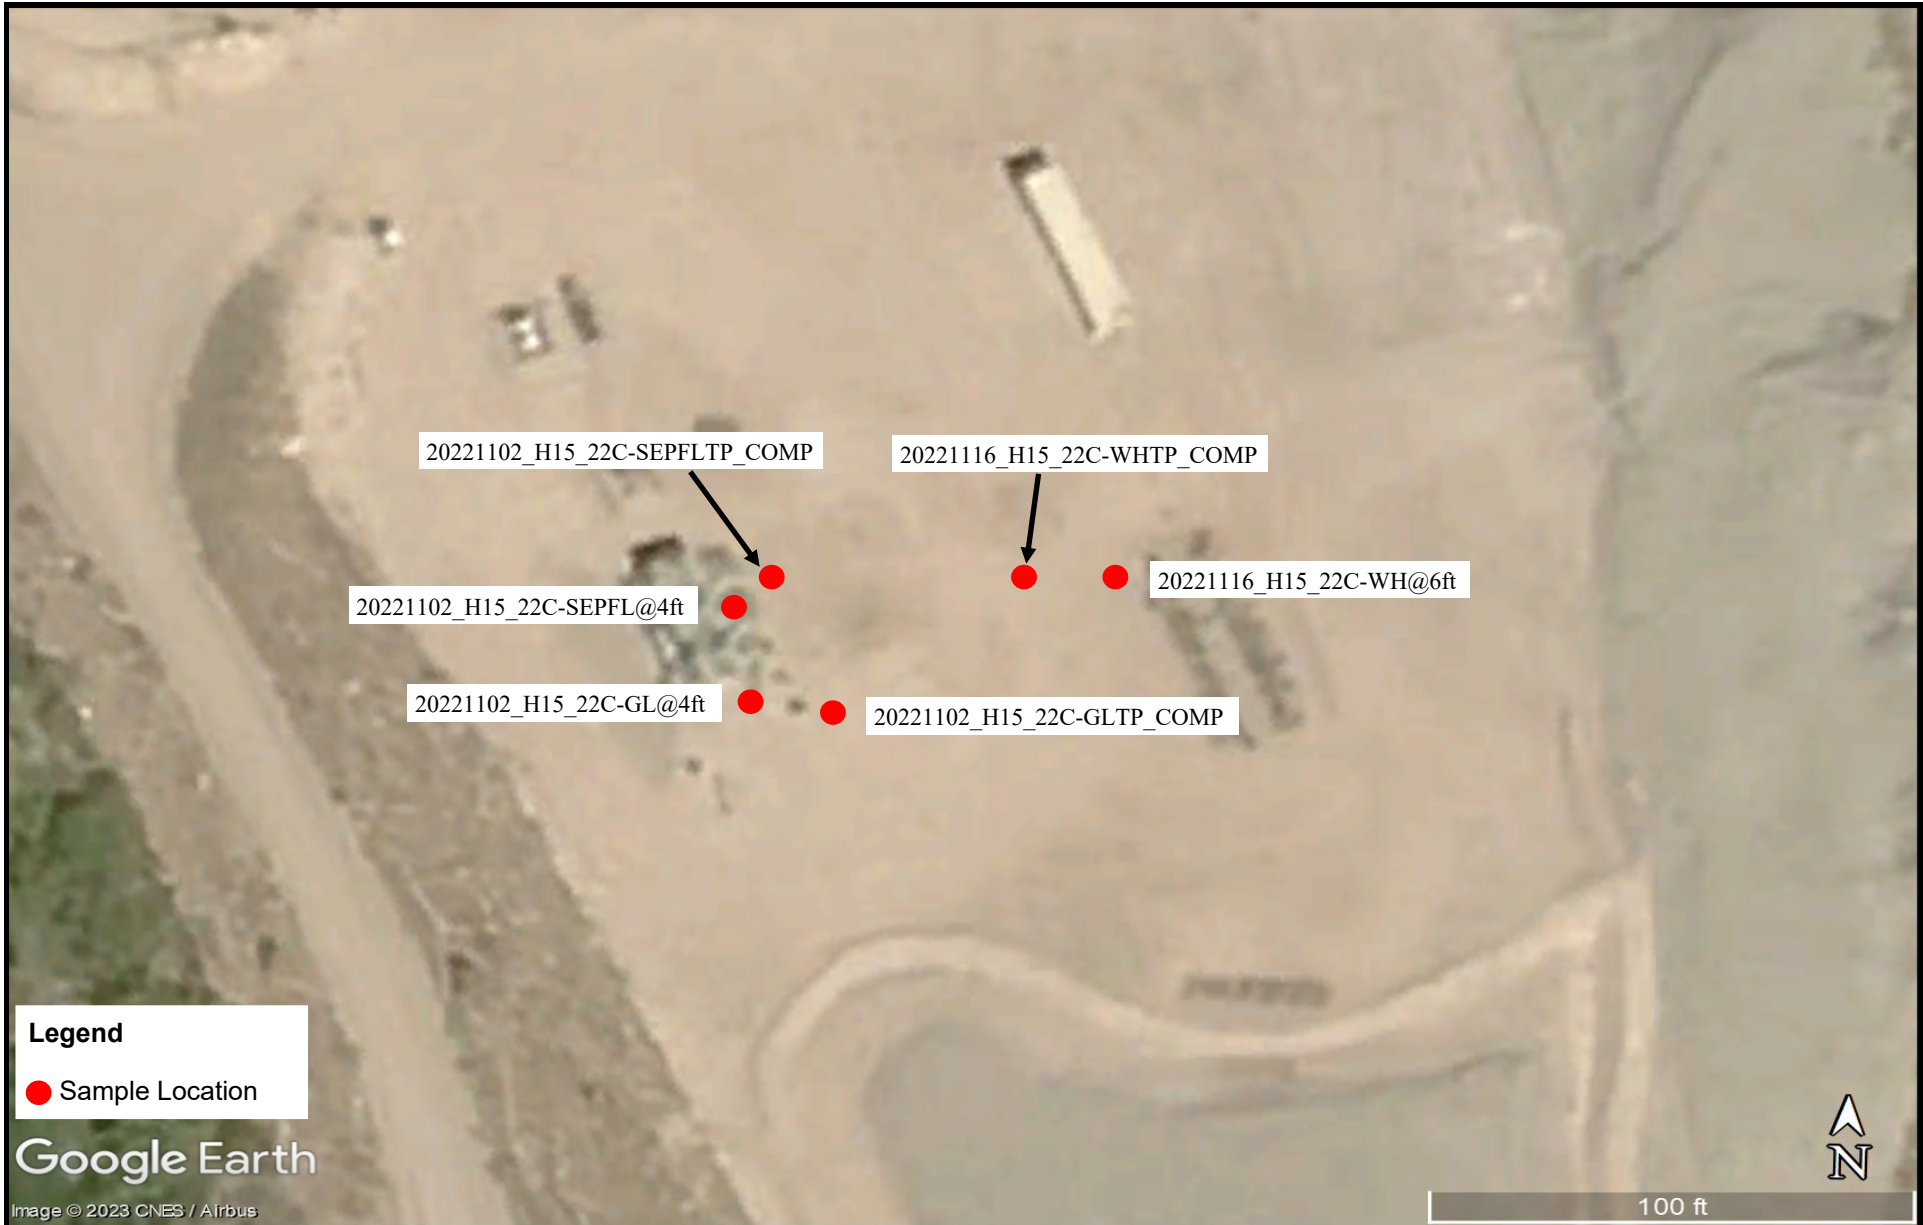 20221102_H15_22C-SEPFLTP_COMP
20221116_H15_22C-WHTP_COMP
20221116_H15_22C-WH@6ft
20221102_H15_22C-SEPFL@4ft
20221102_H15_22C-GL@4ft
20221102_H15_22C-GLTP_COMP
Legend
Sample Location
Google Earth
Image © 2023 CNES / Airbus
N
100 ft